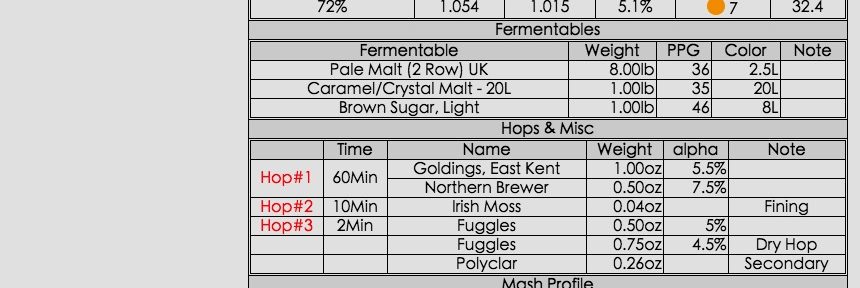 72% 1.054 1.015 5.1% 7 32.4
Fermentables
Fermentable Weight PPG Color Note
Pale Malt (2 Row) UK 8.00lb 36 2.5L
Caramel/Crystal Malt - 20L 1.00lb 35 20L
Brown Sugar, Light 1.00lb 46 8L
Hops & Misc
Time Name Weight alpha Note
Hop#1 60Min Goldings, East Kent 1.00oz 5.5%
Northern Brewer 0.50oz 7.5%
Hop#2 10Min Irish Moss 0.04oz Fining
Hop#3 2Min Fuggles 0.50oz 5%
Fuggles 0.75oz 4.5% Dry Hop
Polyclar 0.26oz Secondary
Mash Profile